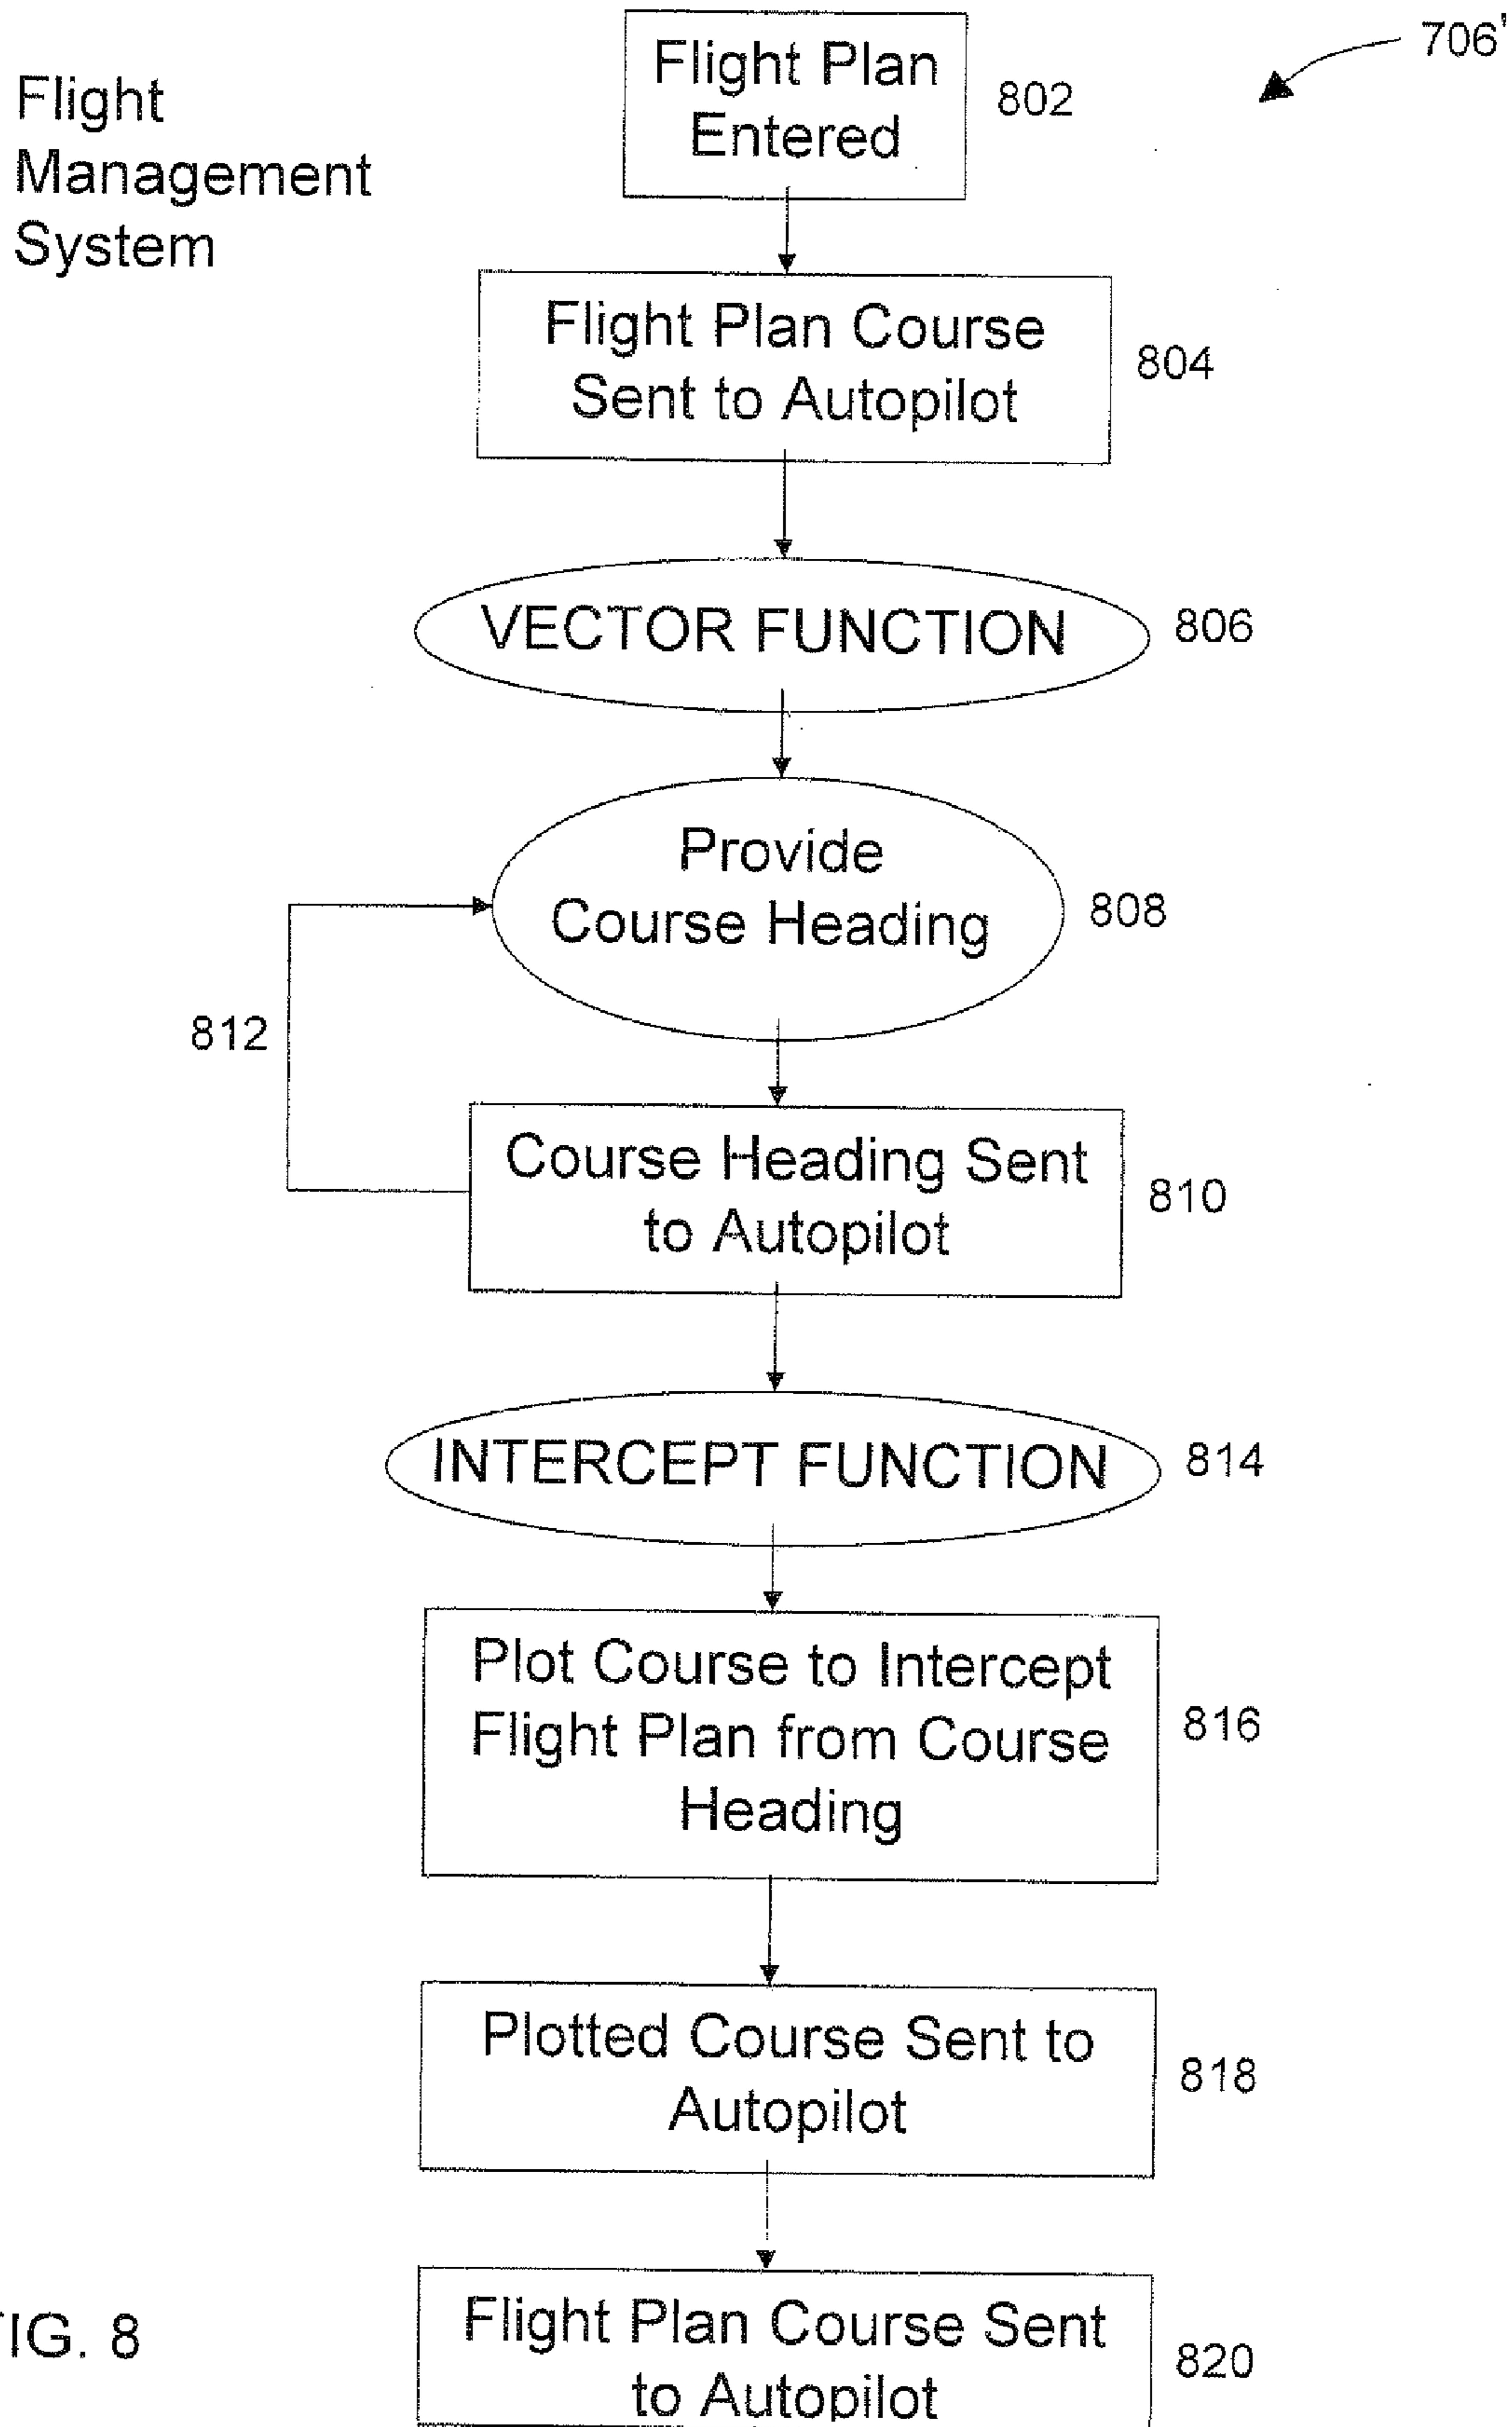 706'
Flight
Management
System
Flight Plan
Entered
802
Flight Plan Course
Sent to Autopilot
804
VECTOR FUNCTION
806
Provide
Course Heading
808
812
Course Heading Sent
to Autopilot
810
INTERCEPT FUNCTION
814
Plot Course to Intercept
Flight Plan from Course
Heading
816
Plotted Course Sent to
Autopilot
818
Flight Plan Course Sent
to Autopilot
820
IG. 8